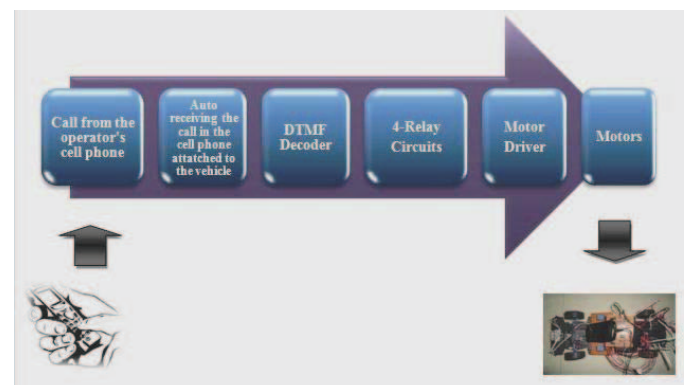 Call from the
operator's
cell phone
Auto
receiving the
call in the
cell phone
attatched to
the vehicle
DTMF
Decoder
4-Relay
Circuits
Motor
Driver
Motors